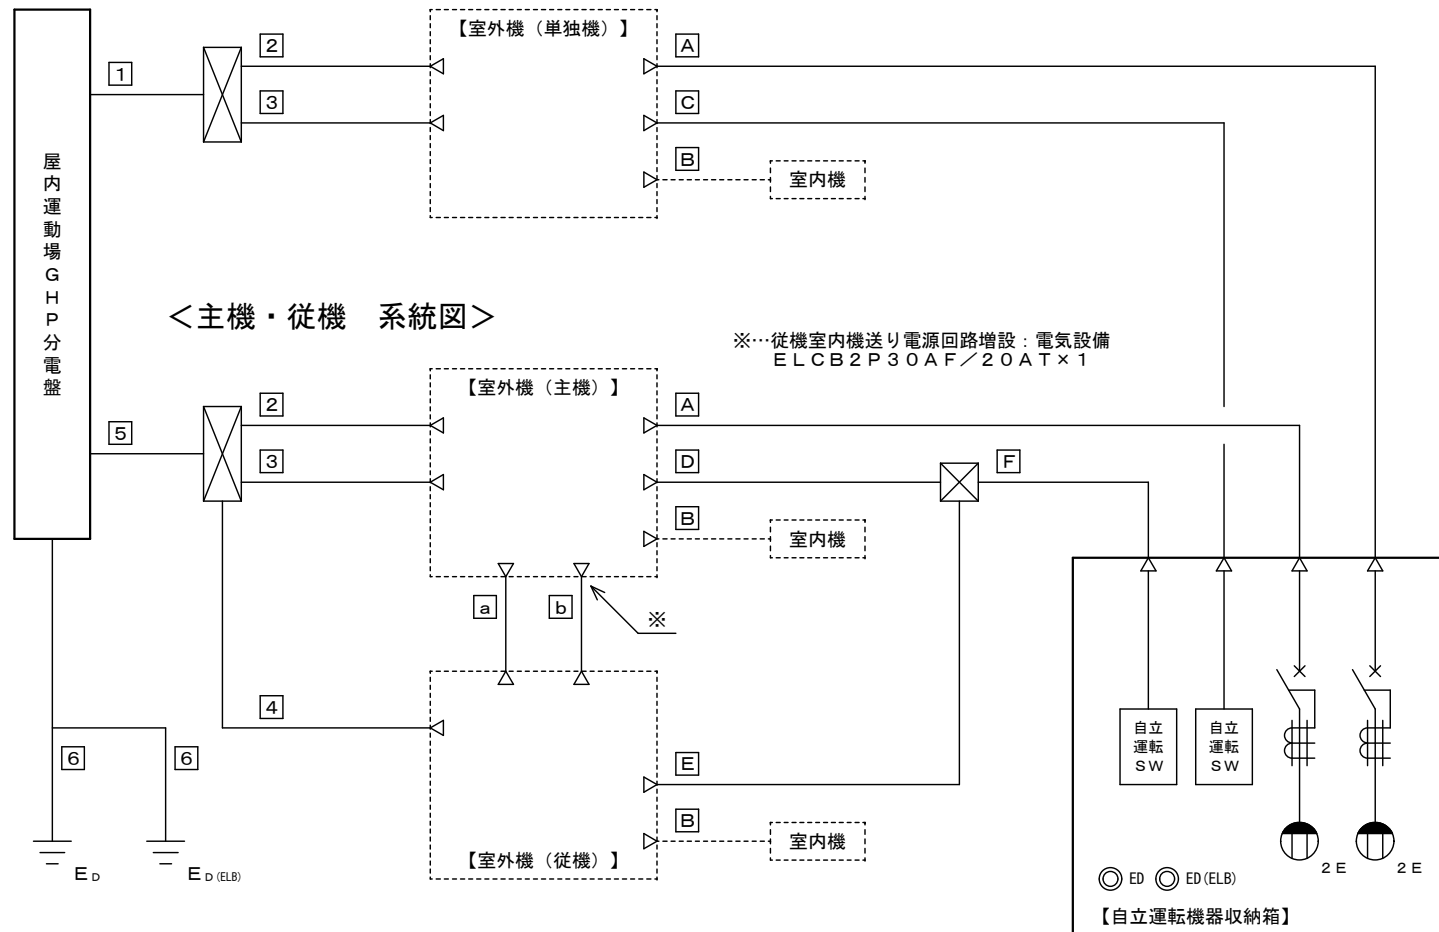 【室外機（単独機）】
2
A
1
3
C
B
室内機
屋内運動場GHP分電盤
＜主機・従機　系統図＞
※…従機室内機送り電源回路増設：電気設備
ELCB2P30AF／20AT×1
【室外機（主機）】
2
A
5
3
D
F
B
室内機
a
b
※
4
6
6
E
自立
運転
SW
自立
運転
SW
B
室内機
【室外機（従機）】
ED
ED(ELB)
2E
2E
ED
ED(ELB)
【自立運転機器収納箱】